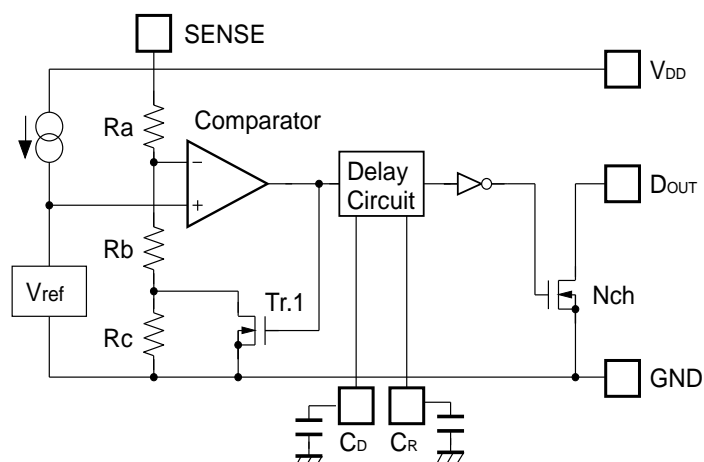 SENSE
VDD
Ra
Comparator
−
+
Delay
Circuit
DOUT
Rb
Vref
Tr.1
Nch
Rc
GND
CD
CR